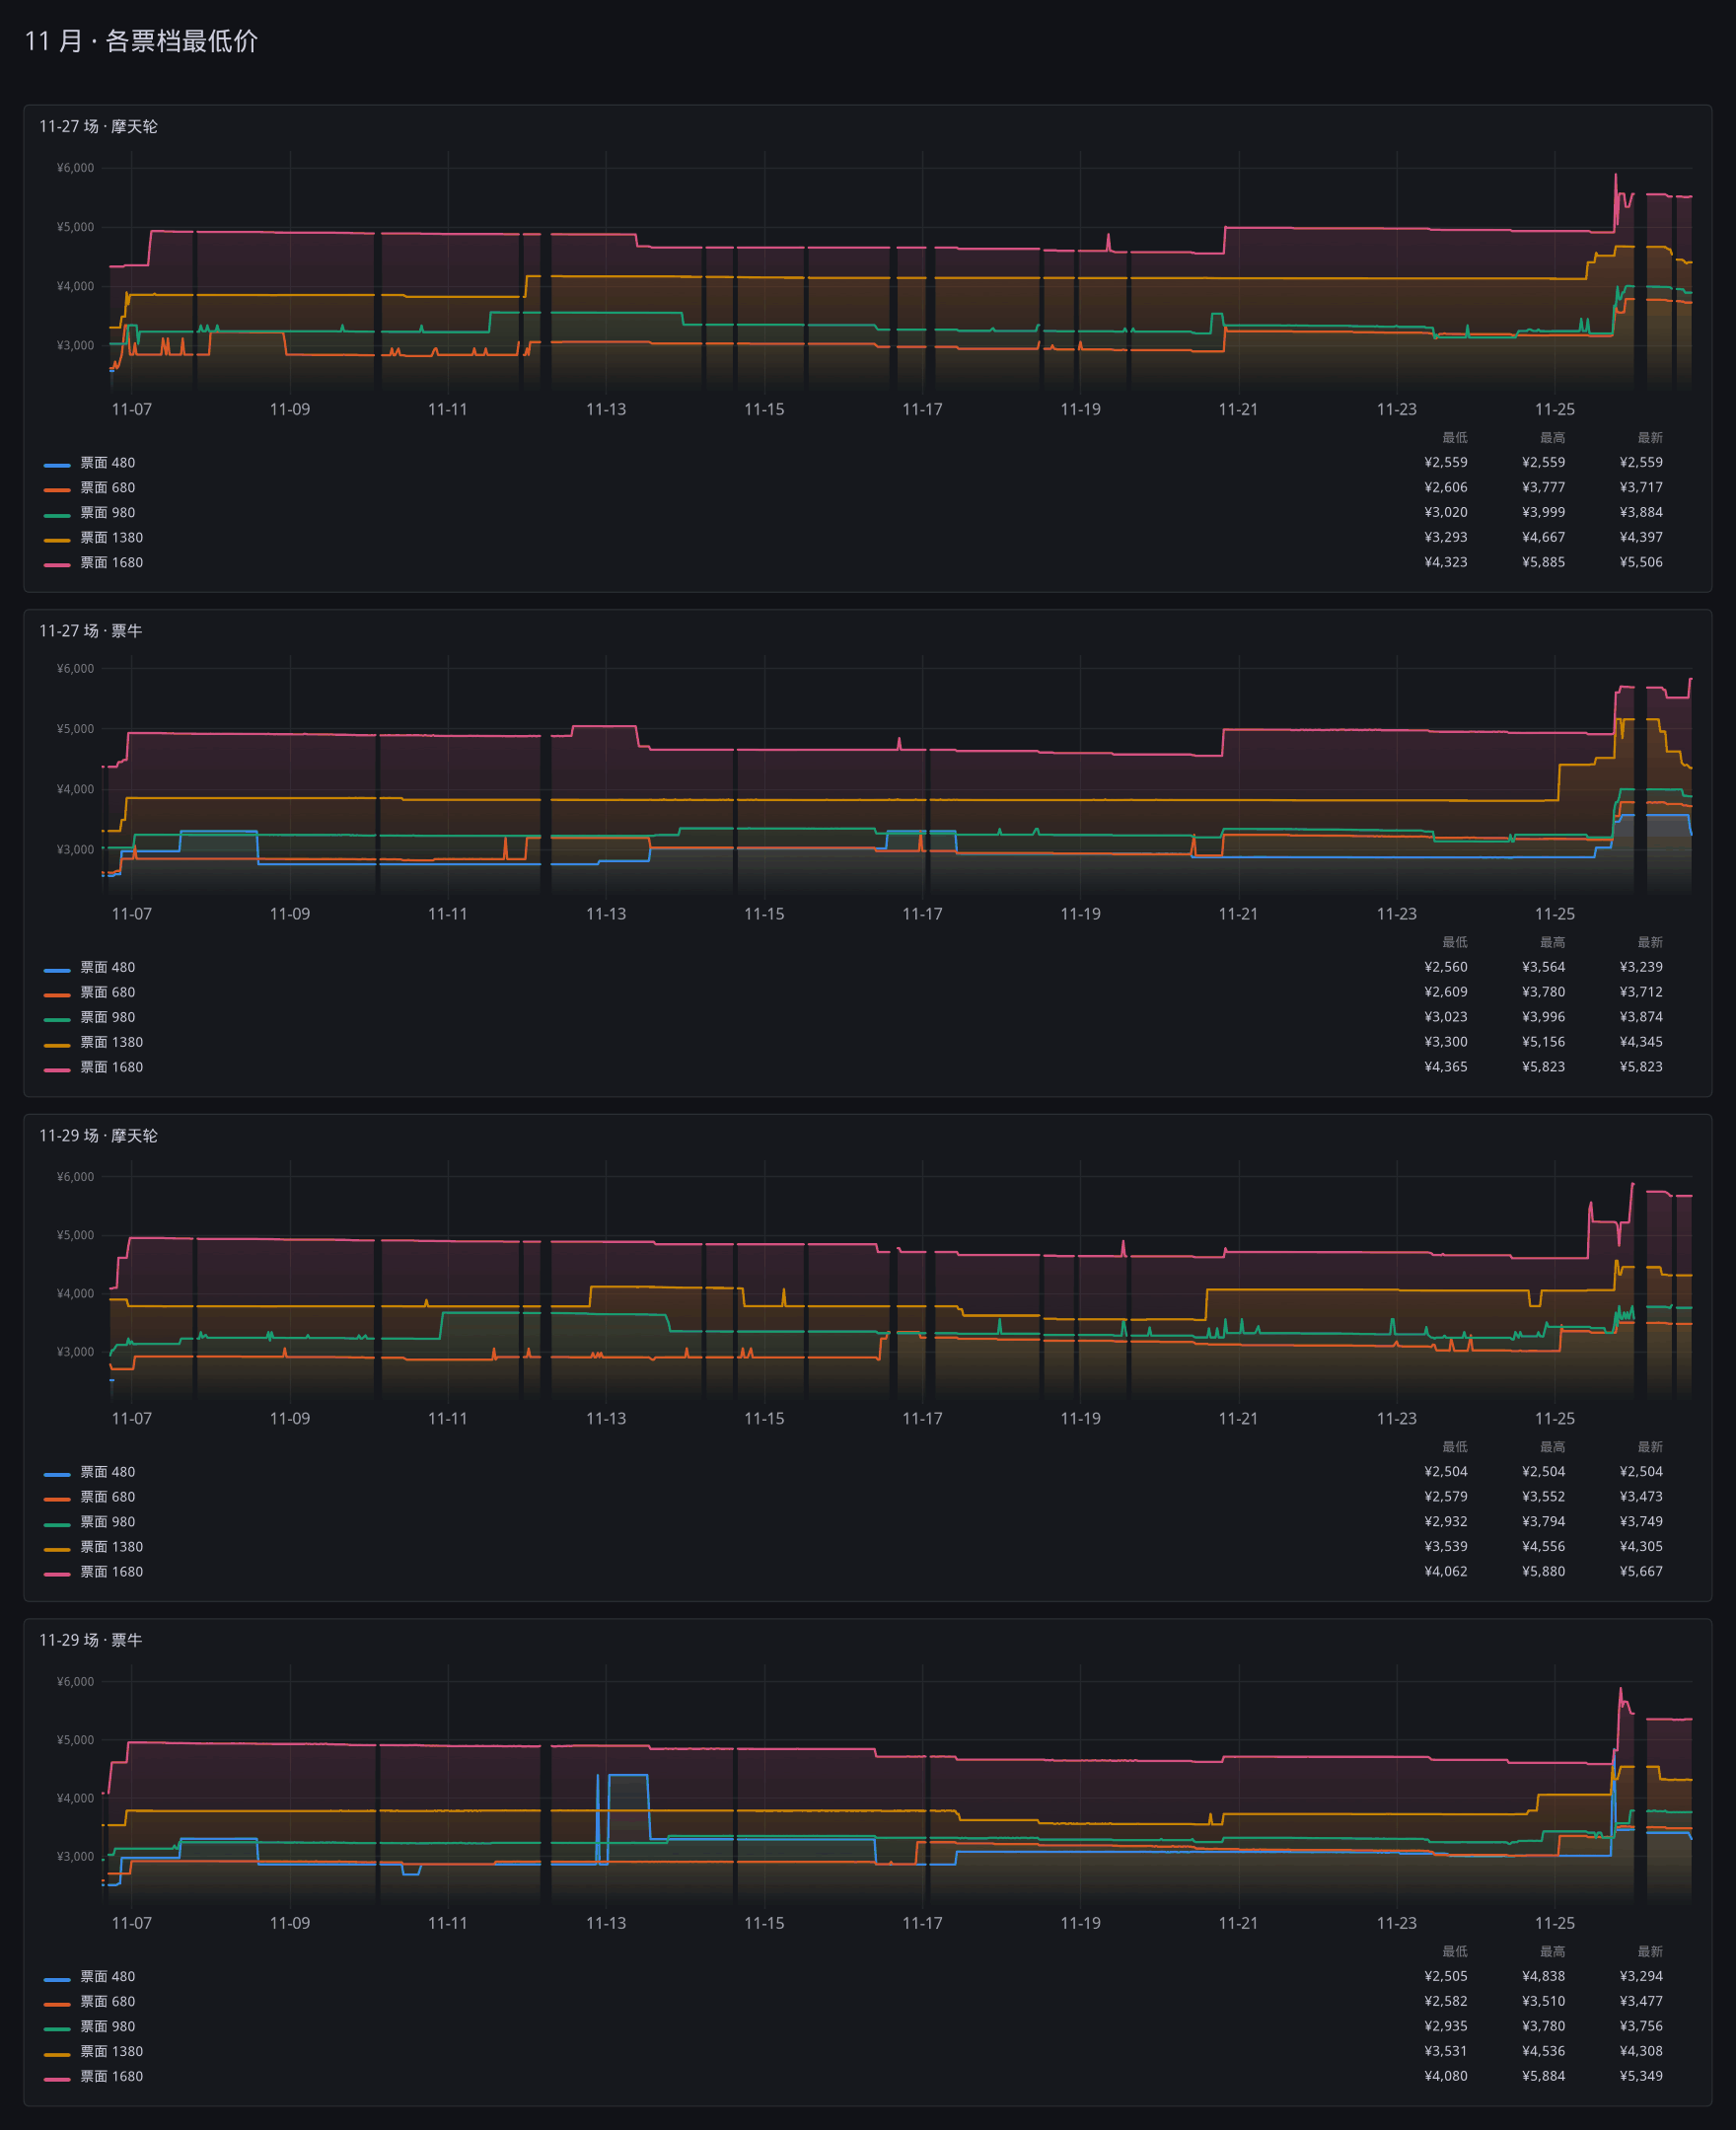 11 月 · 各票档最低价
11-27 场 · 摩天轮
¥6,000
¥5,000
¥4,000
¥3,000
11-07 11-09 11-11 11-13 11-15 11-17 11-19 11-21 11-23 11-25
最低 最高 最新
票面 480 ¥2,559 ¥2,559 ¥2,559
票面 680 ¥2,606 ¥3,777 ¥3,717
票面 980 ¥3,020 ¥3,999 ¥3,884
票面 1380 ¥3,293 ¥4,667 ¥4,397
票面 1680 ¥4,323 ¥5,885 ¥5,506
11-27 场 · 票牛
¥6,000
¥5,000
¥4,000
¥3,000
11-07 11-09 11-11 11-13 11-15 11-17 11-19 11-21 11-23 11-25
最低 最高 最新
票面 480 ¥2,560 ¥3,564 ¥3,239
票面 680 ¥2,609 ¥3,780 ¥3,712
票面 980 ¥3,023 ¥3,996 ¥3,874
票面 1380 ¥3,300 ¥5,156 ¥4,345
票面 1680 ¥4,365 ¥5,823 ¥5,823
11-29 场 · 摩天轮
¥6,000
¥5,000
¥4,000
¥3,000
11-07 11-09 11-11 11-13 11-15 11-17 11-19 11-21 11-23 11-25
最低 最高 最新
票面 480 ¥2,504 ¥2,504 ¥2,504
票面 680 ¥2,579 ¥3,552 ¥3,473
票面 980 ¥2,932 ¥3,794 ¥3,749
票面 1380 ¥3,539 ¥4,556 ¥4,305
票面 1680 ¥4,062 ¥5,880 ¥5,667
11-29 场 · 票牛
¥6,000
¥5,000
¥4,000
¥3,000
11-07 11-09 11-11 11-13 11-15 11-17 11-19 11-21 11-23 11-25
最低 最高 最新
票面 480 ¥2,505 ¥4,838 ¥3,294
票面 680 ¥2,582 ¥3,510 ¥3,477
票面 980 ¥2,935 ¥3,780 ¥3,756
票面 1380 ¥3,531 ¥4,536 ¥4,308
票面 1680 ¥4,080 ¥5,884 ¥5,349